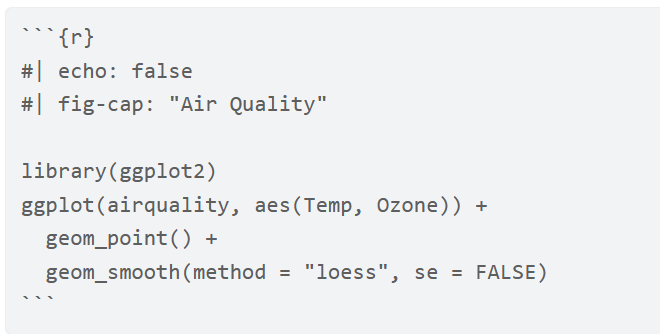 ```{r}
#| echo: false
#| fig-cap: "Air Quality"

library(ggplot2)
ggplot(airquality, aes(Temp, Ozone)) +
  geom_point() +
  geom_smooth(method = "loess", se = FALSE)
```